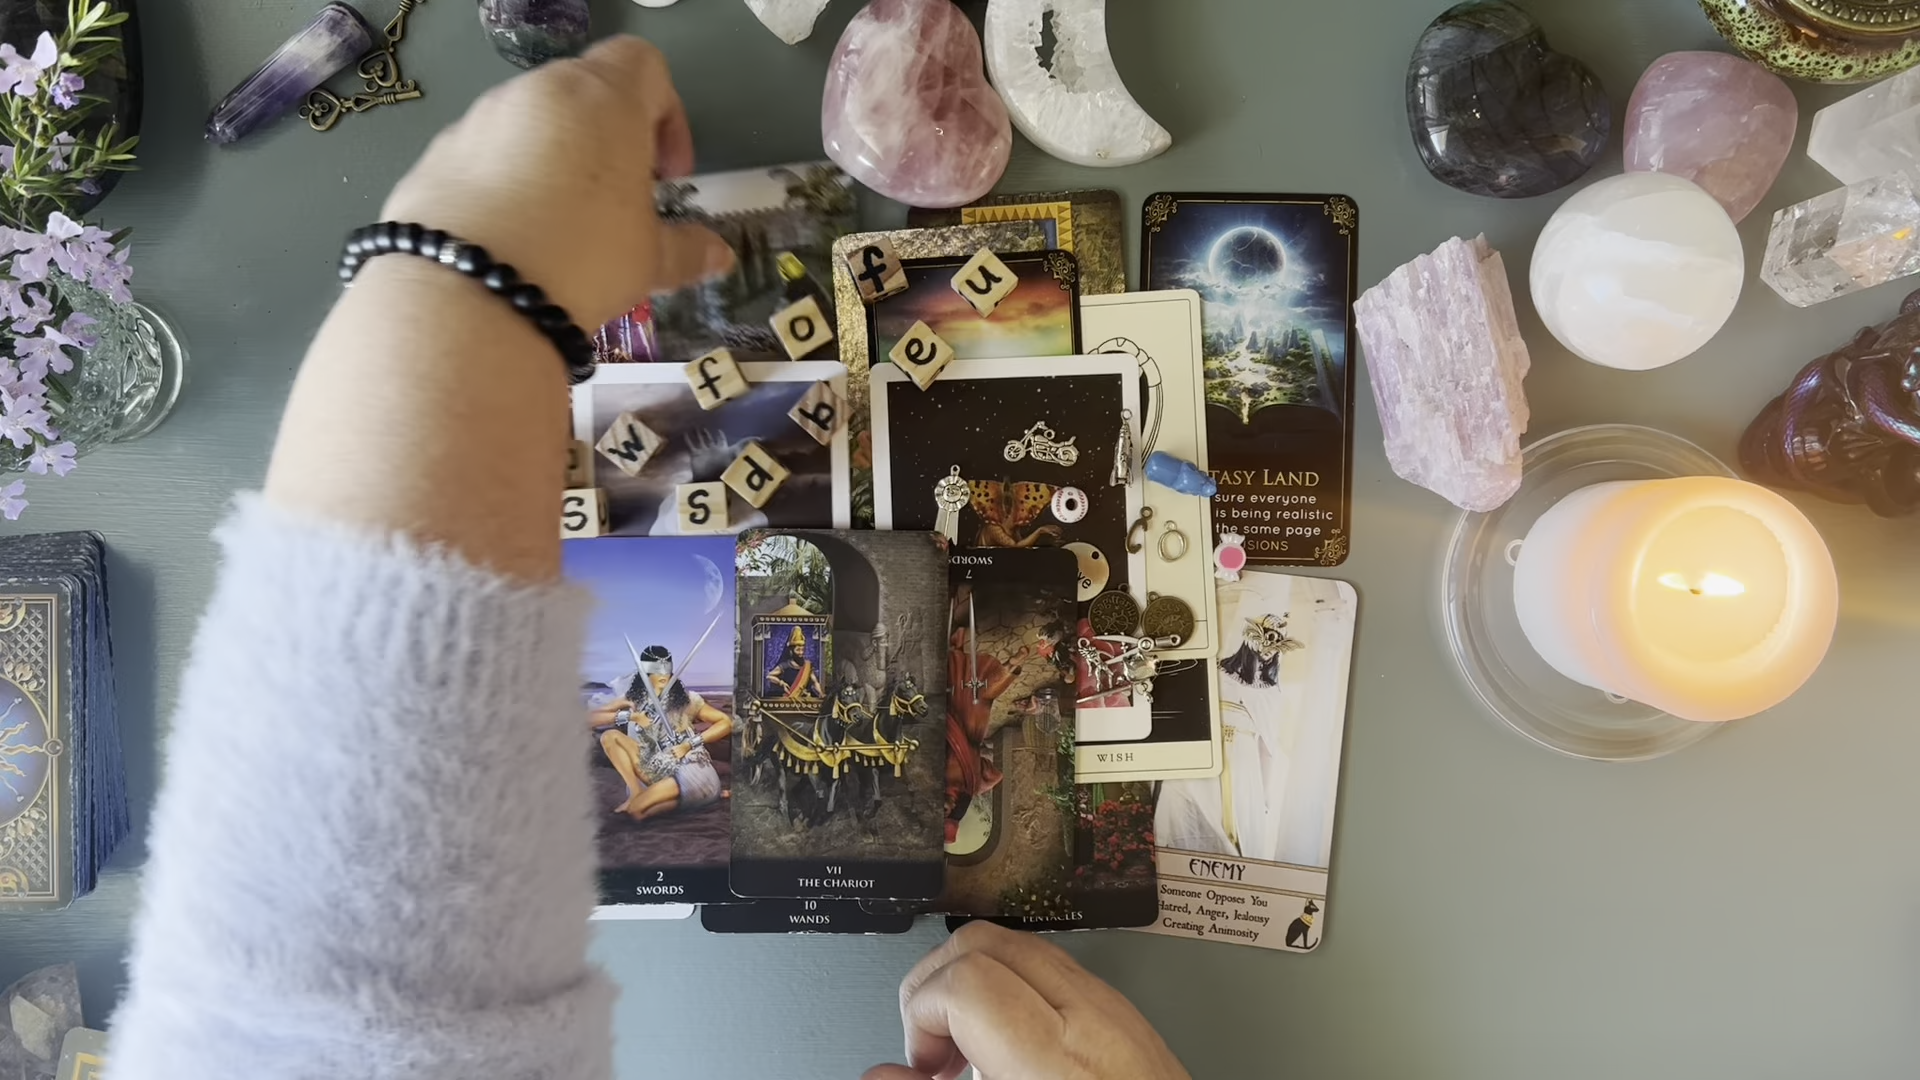 f
u
o
e
f
b
w
d
S
S
TASY LAND
sure everyone
is being realistic
the same page
SIONS
SWORDS
7
ve
WISH
2
SWORDS
VII
THE CHARIOT
10
WANDS
PENTACLES
ENEMY
Someone Opposes You
Hatred, Anger, Jealousy
Creating Animosity